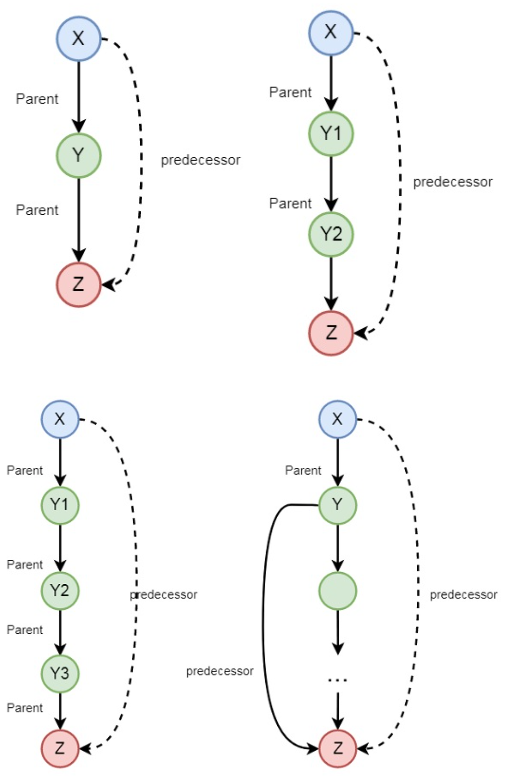 X
Parent
Y
predecessor
Parent
Z
X
Parent
Y1
predecessor
Parent
Y2
Z
X
Parent
Y1
Parent
Y2
predecessor
Parent
Y3
Parent
Z
X
Parent
Y
predecessor
predecessor
...
Z